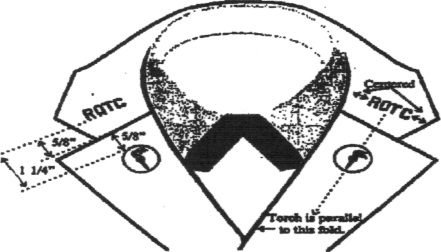 Centered
ROTC
ROTC
5/8"
5/8"
1 1/4"
Torch is parallel
to this fold.